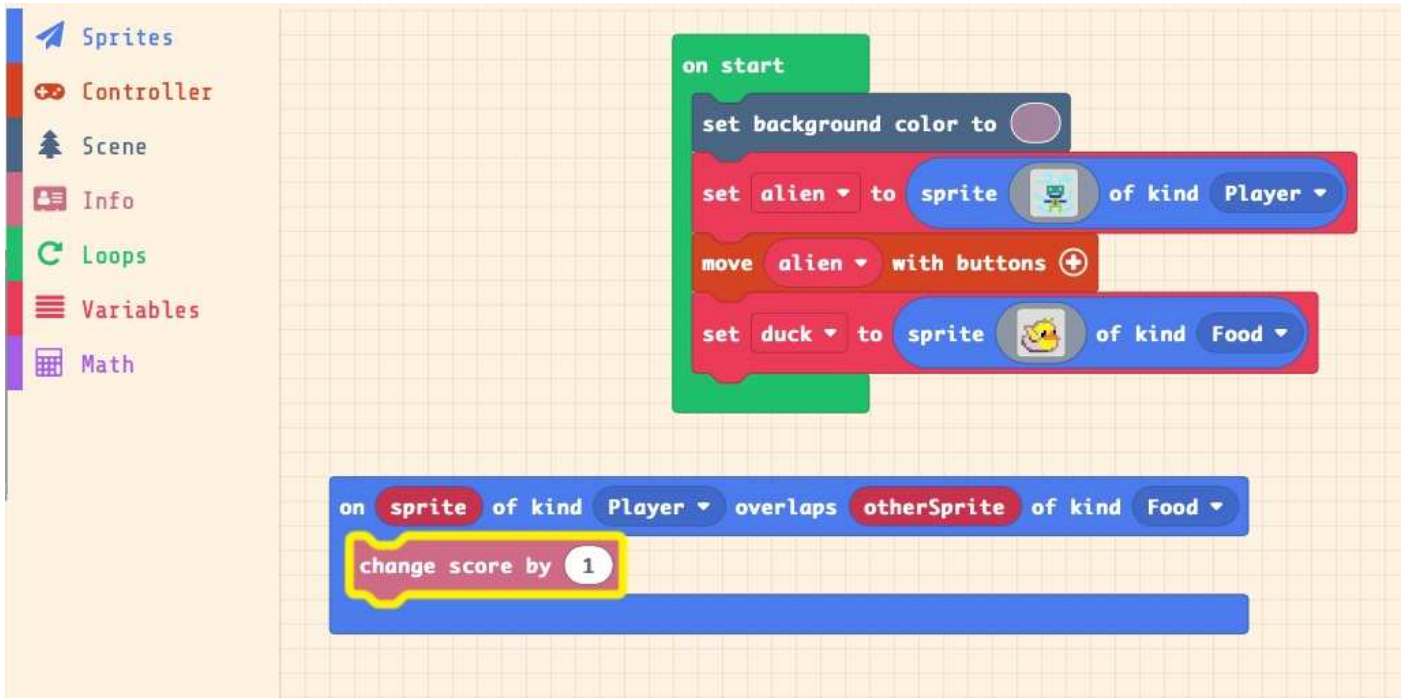 Sprites
Controller
Scene
Info
Loops
Variables
Math
on start
set background color to
set alien to sprite of kind Player
move alien with buttons
set duck to sprite of kind Food
on sprite of kind Player overlaps otherSprite of kind Food
change score by 1